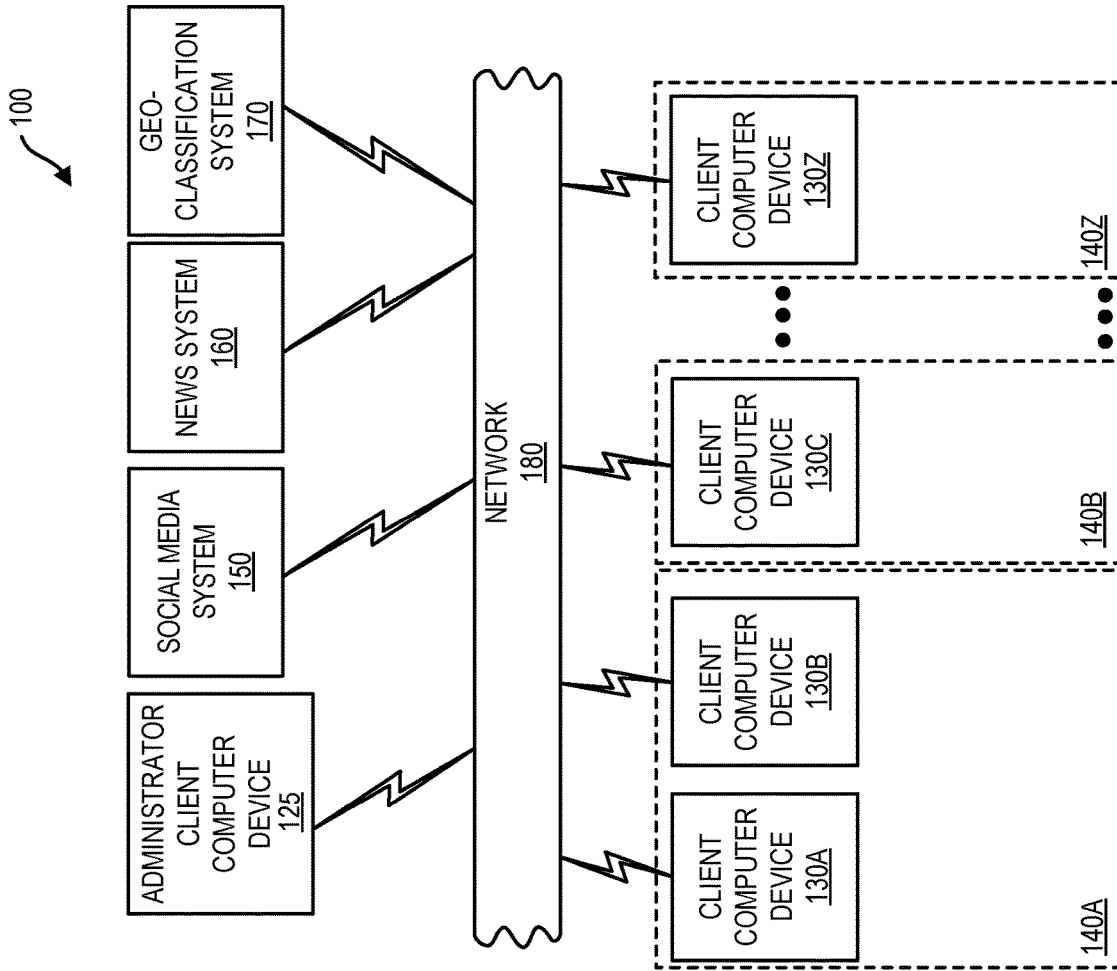 100
ADMINISTRATOR
CLIENT
COMPUTER
DEVICE
125
SOCIAL MEDIA
SYSTEM
150
NEWS SYSTEM
160
GEO-
CLASSIFICATION
SYSTEM
170
NETWORK
180
CLIENT
COMPUTER
DEVICE
130A
CLIENT
COMPUTER
DEVICE
130B
CLIENT
COMPUTER
DEVICE
130C
CLIENT
COMPUTER
DEVICE
130Z
140A
140B
140Z